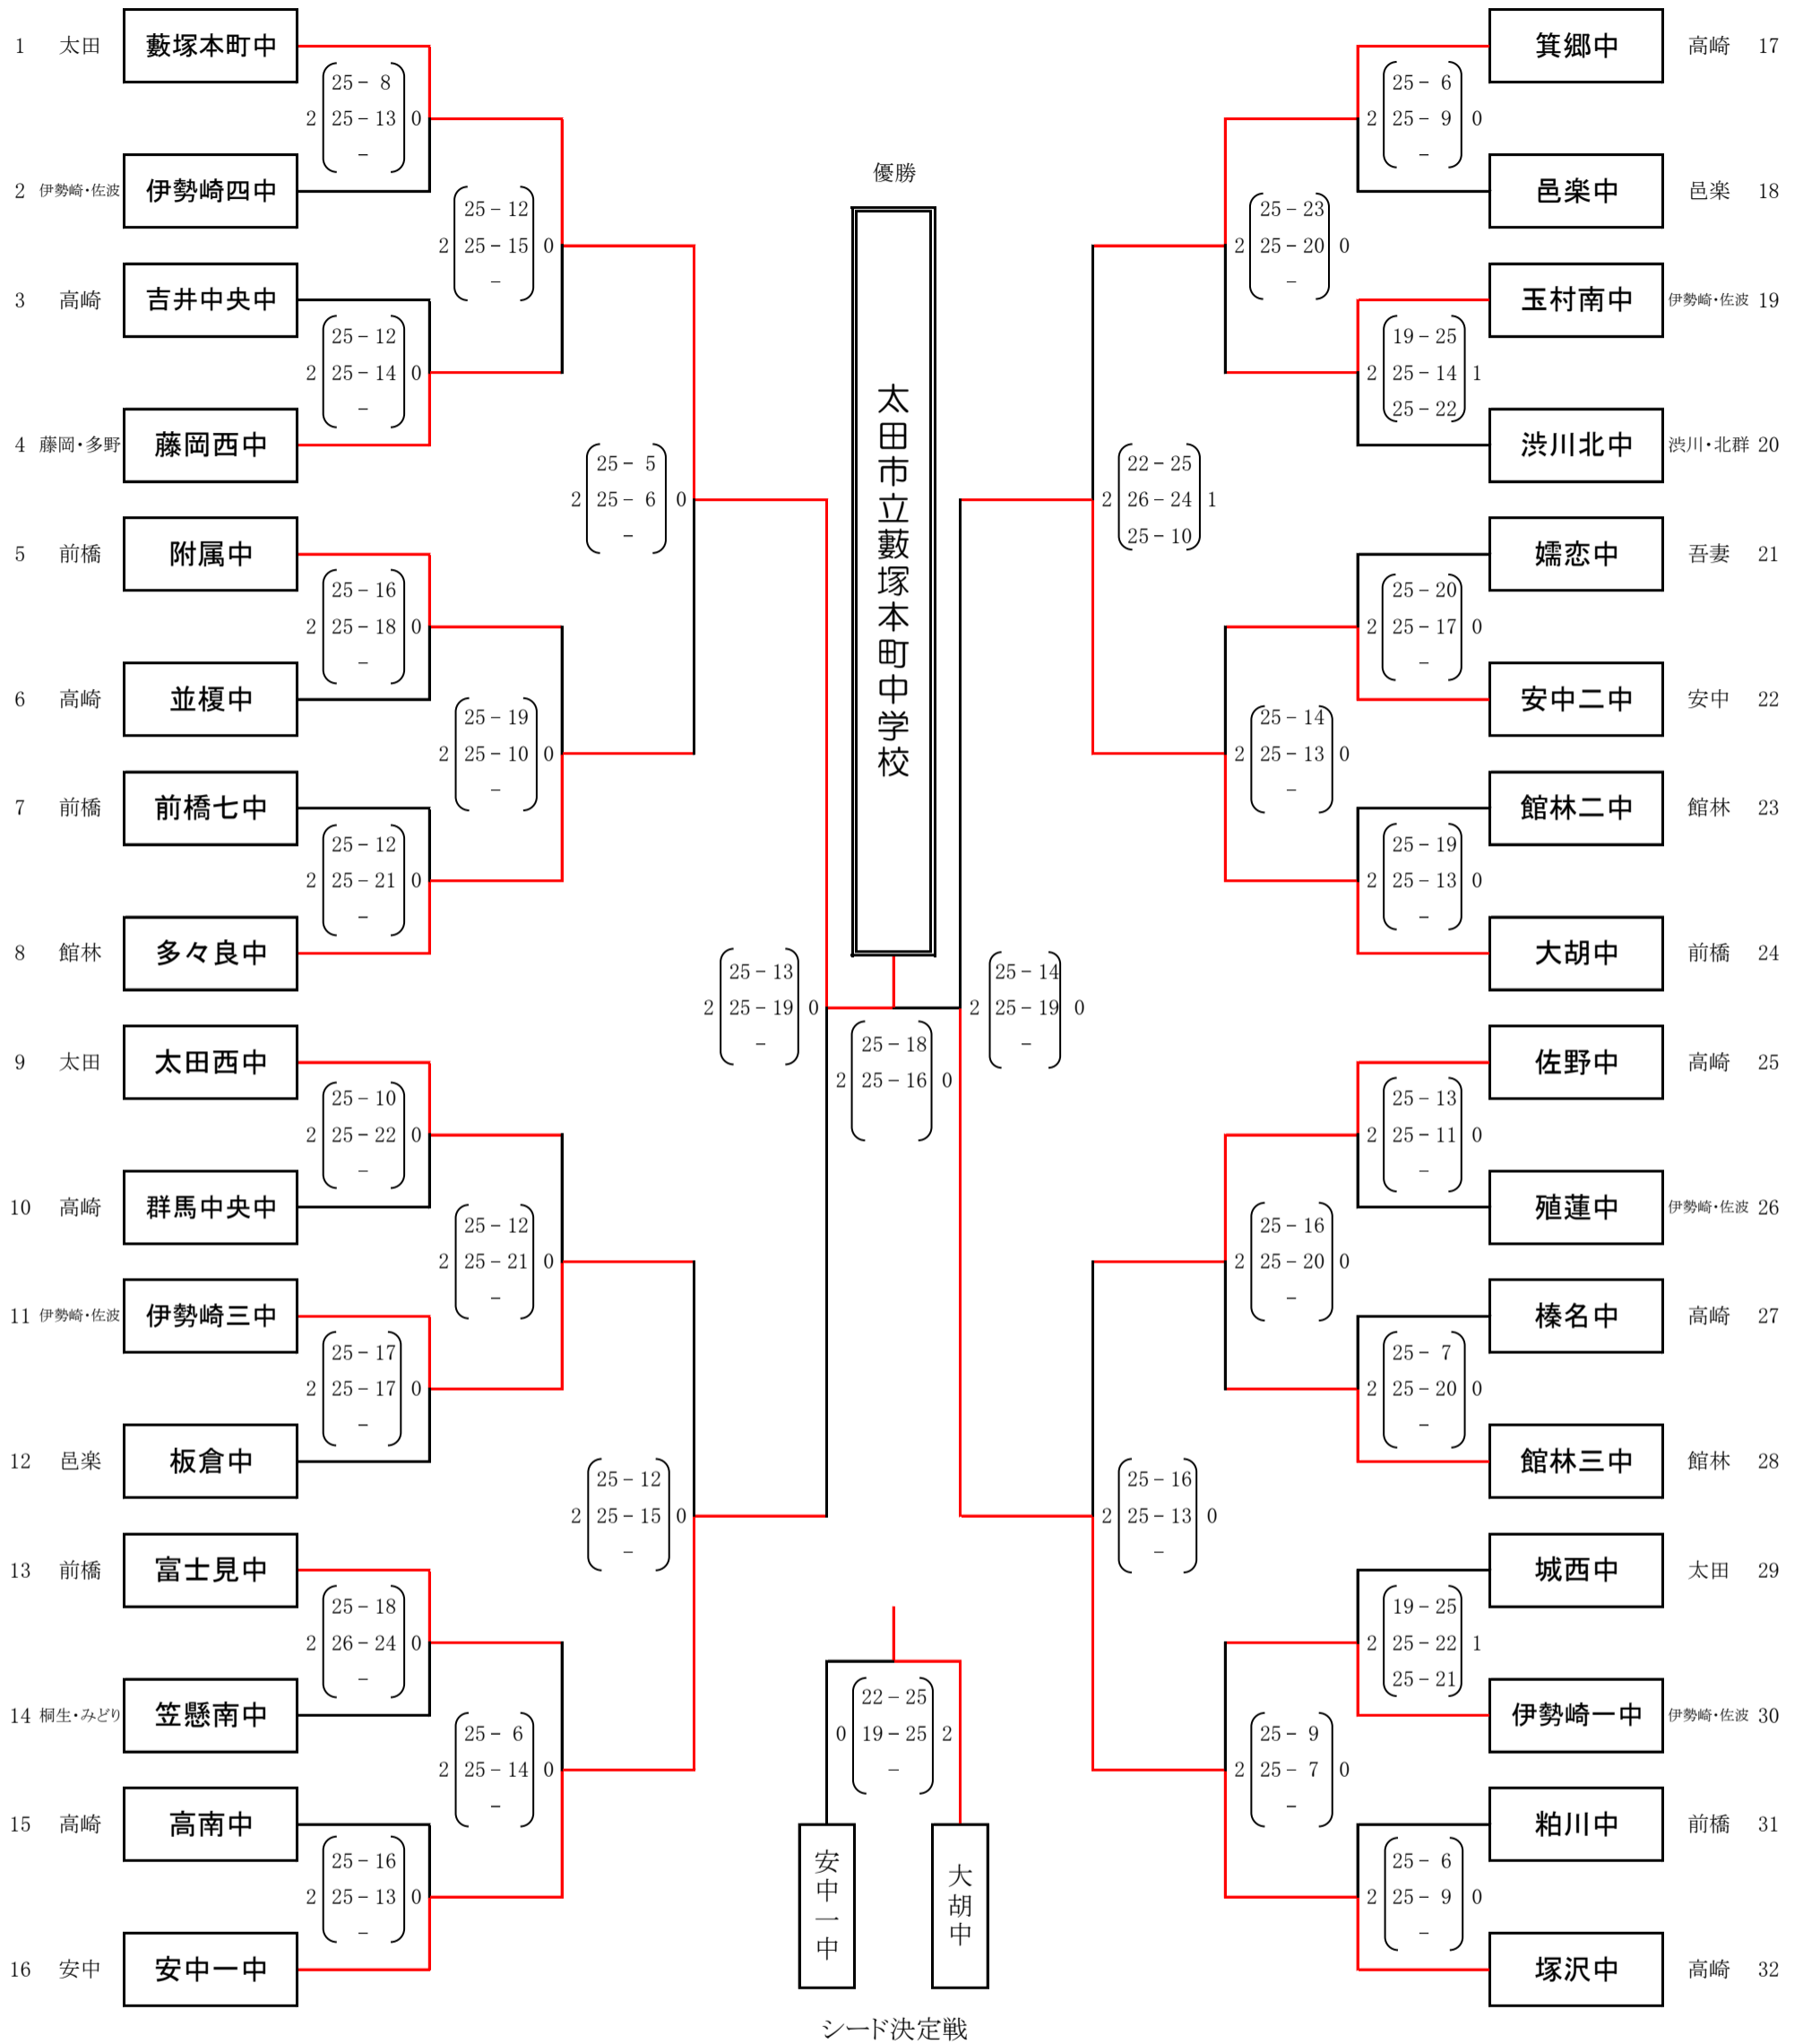 優勝
太田市立藪塚本町中学校
1 太田 藪塚本町中
25 - 8
2 25 - 13 0
-
2 伊勢崎・佐波 伊勢崎四中
25 - 12
2 25 - 15 0
-
3 高崎 吉井中央中
25 - 12
2 25 - 14 0
-
4 藤岡・多野 藤岡西中
25 - 5
2 25 - 6 0
-
5 前橋 附属中
25 - 16
2 25 - 18 0
-
6 高崎 並榎中
25 - 19
2 25 - 10 0
-
7 前橋 前橋七中
25 - 12
2 25 - 21 0
-
8 館林 多々良中
25 - 13
2 25 - 19 0
-
9 太田 太田西中
25 - 10
2 25 - 22 0
-
10 高崎 群馬中央中
25 - 12
2 25 - 21 0
-
11 伊勢崎・佐波 伊勢崎三中
25 - 17
2 25 - 17 0
-
12 邑楽 板倉中
25 - 12
2 25 - 15 0
-
13 前橋 富士見中
25 - 18
2 26 - 24 0
-
14 桐生・みどり 笠懸南中
25 - 6
2 25 - 14 0
-
15 高崎 高南中
25 - 16
2 25 - 13 0
-
16 安中 安中一中
25 - 18
2 25 - 16 0
箕郷中 高崎 17
25 - 6
2 25 - 9 0
-
邑楽中 邑楽 18
25 - 23
2 25 - 20 0
-
玉村南中 伊勢崎・佐波 19
19 - 25
2 25 - 14 1
25 - 22
渋川北中 渋川・北群 20
22 - 25
2 26 - 24 1
25 - 10
嬬恋中 吾妻 21
25 - 20
2 25 - 17 0
-
安中二中 安中 22
25 - 14
2 25 - 13 0
-
館林二中 館林 23
25 - 19
2 25 - 13 0
-
大胡中 前橋 24
25 - 14
2 25 - 19 0
-
佐野中 高崎 25
25 - 13
2 25 - 11 0
-
殖蓮中 伊勢崎・佐波 26
25 - 16
2 25 - 20 0
-
榛名中 高崎 27
25 - 7
2 25 - 20 0
-
館林三中 館林 28
25 - 16
2 25 - 13 0
-
城西中 太田 29
19 - 25
2 25 - 22 1
25 - 21
伊勢崎一中 伊勢崎・佐波 30
25 - 9
2 25 - 7 0
-
粕川中 前橋 31
25 - 6
2 25 - 9 0
-
塚沢中 高崎 32
22 - 25
0 19 - 25 2
-
安中一中
大胡中
シード決定戦